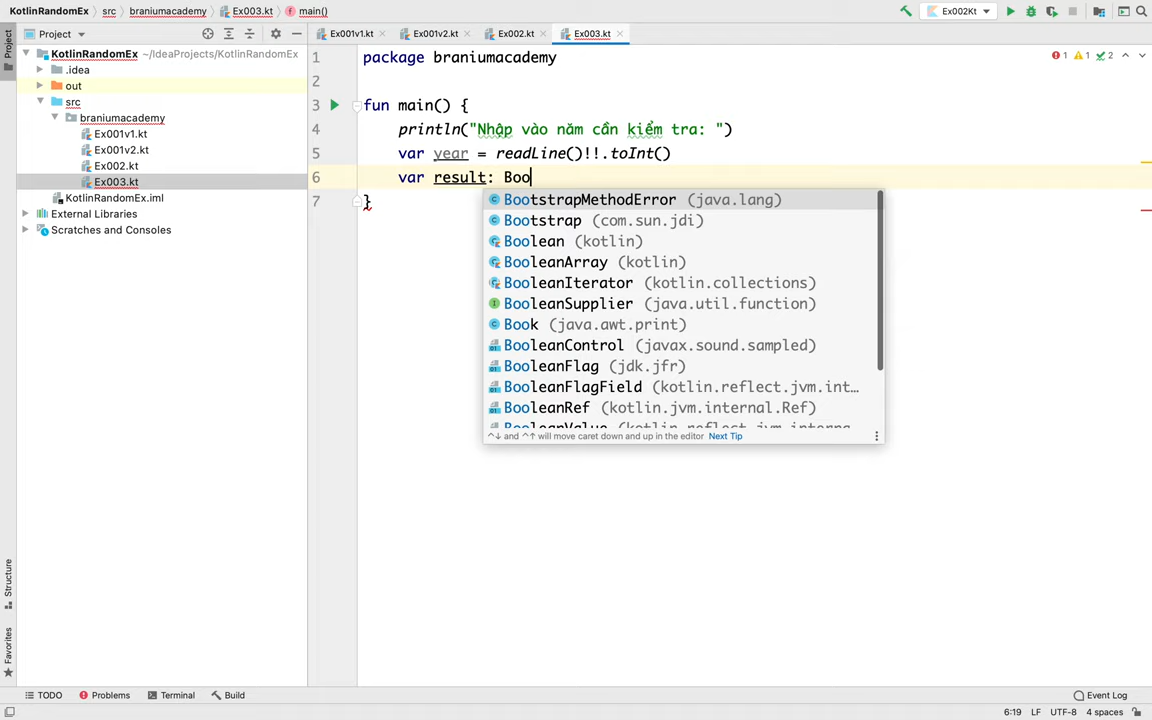 KotlinRandomEx src braniumacademy Ex003.kt main() Ex002Kt
Project Ex001v1.kt Ex001v2.kt Ex002.kt Ex003.kt
Project
KotlinRandomEx ~/IdeaProjects/KotlinRandomEx
.idea
out
src
braniumacademy
Ex001v1.kt
Ex001v2.kt
Ex002.kt
Ex003.kt
KotlinRandomEx.iml
External Libraries
Scratches and Consoles
1 package braniumacademy
1 1 2
2
3 fun main() {
4 println("Nhập vào năm cần kiểm tra: ")
5 var year = readLine()!!.toInt()
6 var result: Boo
7 }
BootstrapMethodError (java.lang)
Bootstrap (com.sun.jdi)
Boolean (kotlin)
BooleanArray (kotlin)
BooleanIterator (kotlin.collections)
BooleanSupplier (java.util.function)
Book (java.awt.print)
BooleanControl (javax.sound.sampled)
BooleanFlag (jdk.jfr)
BooleanFlagField (kotlin.reflect.jvm.int...
BooleanRef (kotlin.jvm.internal.Ref)
BooleanValue (kotlin.reflect.jvm.interna
^↓ and ^↑ will move caret down and up in the editor Next Tip
Structure
Favorites
TODO Problems Terminal Build Event Log
6:19 LF UTF-8 4 spaces